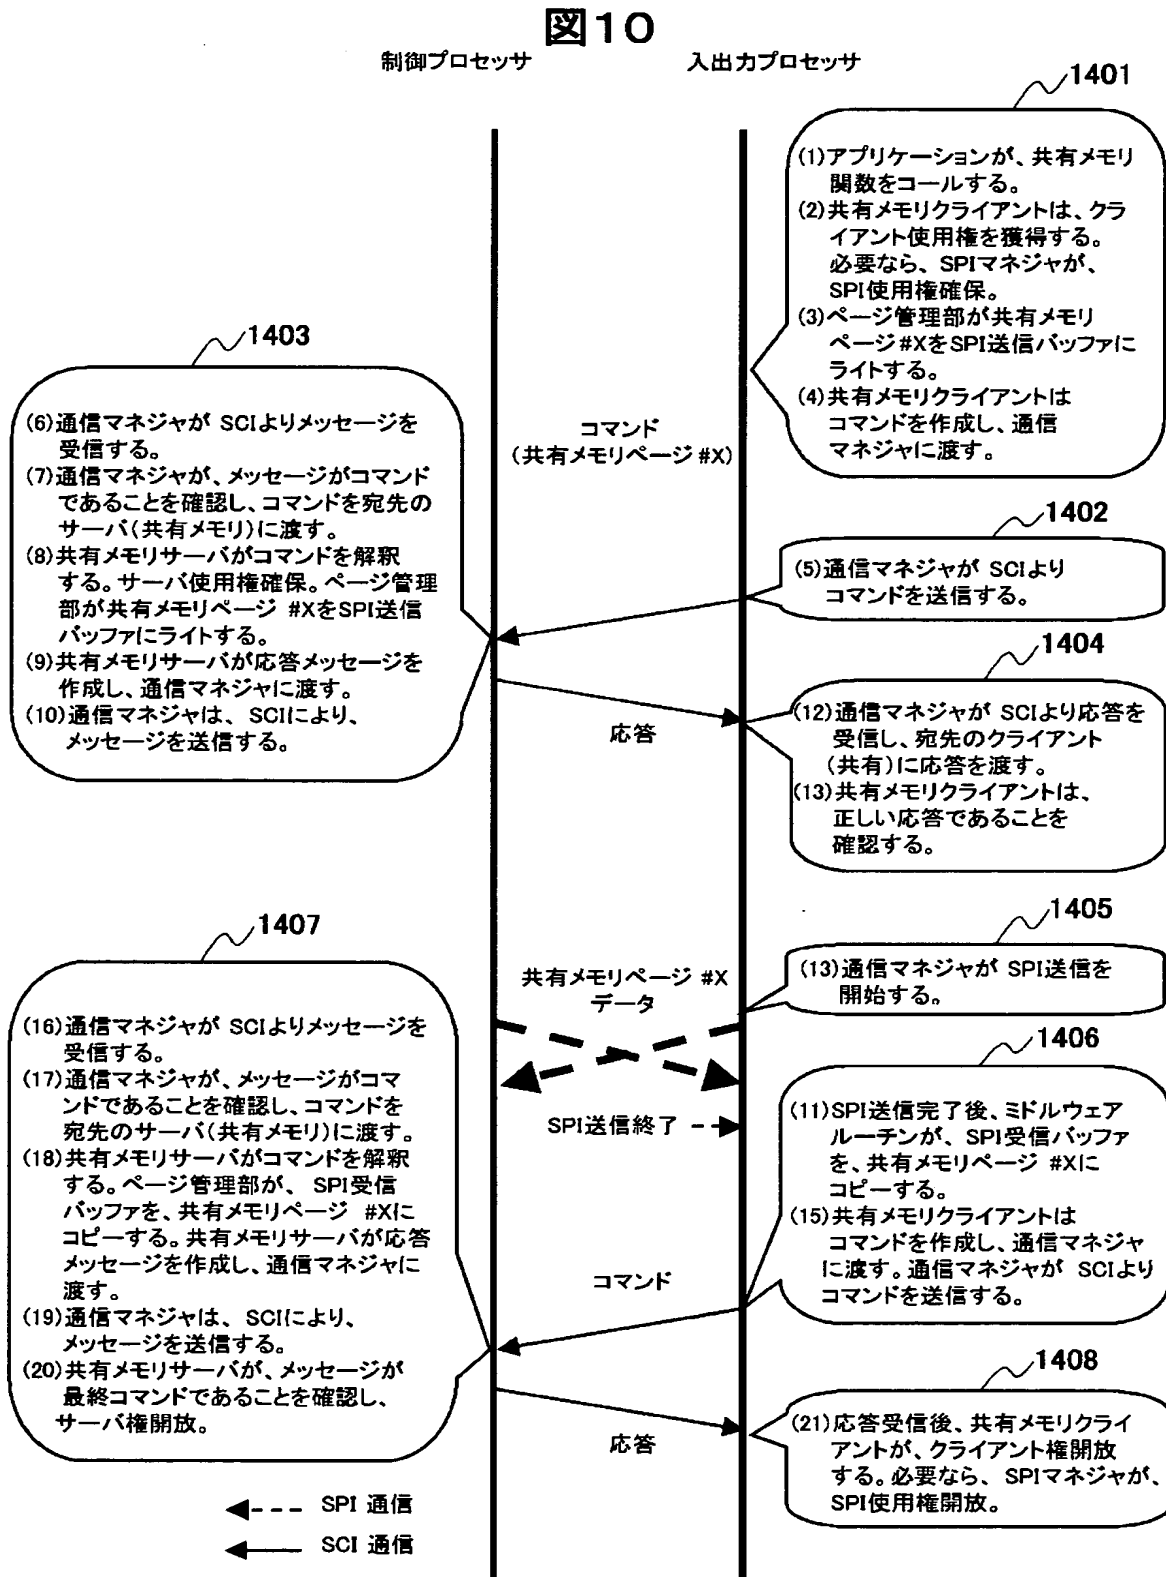 図10
制御プロセッサ
入出力プロセッサ
1401
(1)アプリケーションが、共有メモリ
関数をコールする。
(2)共有メモリクライアントは、クラ
イアント使用権を獲得する。
必要なら、SPIマネジャが、
SPI使用権確保。
(3)ページ管理部が共有メモリ
ページ#XをSPI送信バッファに
ライトする。
(4)共有メモリクライアントは
コマンドを作成し、通信
マネジャに渡す。
1403
(6)通信マネジャが SCIよりメッセージを
受信する。
(7)通信マネジャが、メッセージがコマンド
であることを確認し、コマンドを宛先の
サーバ(共有メモリ)に渡す。
(8)共有メモリサーバがコマンドを解釈
する。サーバ使用権確保。ページ管理
部が共有メモリページ #XをSPI送信
バッファにライトする。
(9)共有メモリサーバが応答メッセージを
作成し、通信マネジャに渡す。
(10)通信マネジャは、SCIにより、
メッセージを送信する。
コマンド
(共有メモリページ #X)
1402
(5)通信マネジャが SCIより
コマンドを送信する。
応答
1404
(12)通信マネジャが SCIより応答を
受信し、宛先のクライアント
(共有)に応答を渡す。
(13)共有メモリクライアントは、
正しい応答であることを
確認する。
1405
(13)通信マネジャが SPI送信を
開始する。
共有メモリページ #X
データ
SPI送信終了
1406
(11)SPI送信完了後、ミドルウェア
ルーチンが、SPI受信バッファ
を、共有メモリページ #Xに
コピーする。
(15)共有メモリクライアントは
コマンドを作成し、通信マネジャ
に渡す。通信マネジャが SCIより
コマンドを送信する。
1407
(16)通信マネジャが SCIよりメッセージを
受信する。
(17)通信マネジャが、メッセージがコマ
ンドであることを確認し、コマンドを
宛先のサーバ(共有メモリ)に渡す。
(18)共有メモリサーバがコマンドを解釈
する。ページ管理部が、SPI受信
バッファを、共有メモリページ #Xに
コピーする。共有メモリサーバが応答
メッセージを作成し、通信マネジャに
渡す。
(19)通信マネジャは、SCIにより、
メッセージを送信する。
(20)共有メモリサーバが、メッセージが
最終コマンドであることを確認し、
サーバ権開放。
コマンド
応答
1408
(21)応答受信後、共有メモリクライ
アントが、クライアント権開放
する。必要なら、SPIマネジャが、
SPI使用権開放。
SPI 通信
SCI 通信